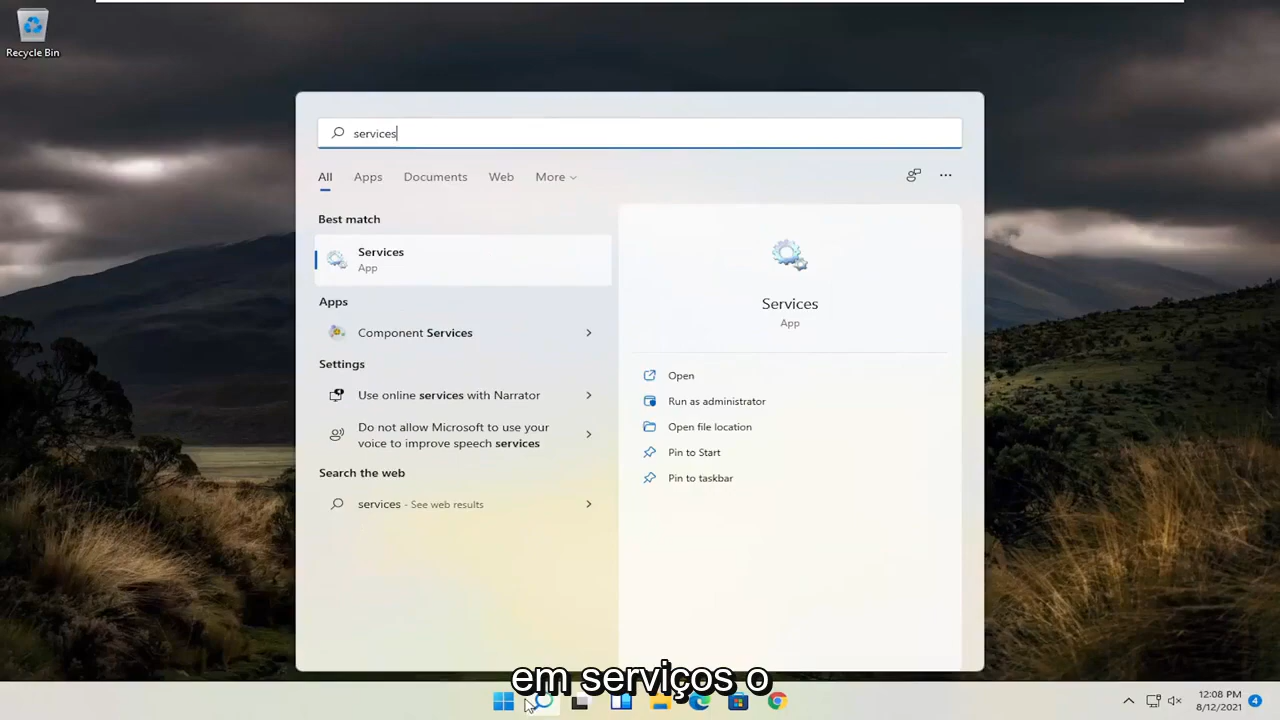 Recycle Bin
services
All Apps Documents Web More
Best match
Services
App
Apps
Component Services
Settings
Use online services with Narrator
Do not allow Microsoft to use your
voice to improve speech services
Search the web
services - See web results
Services
App
Open
Run as administrator
Open file location
Pin to Start
Pin to taskbar
em serviços o
12:08 PM
8/12/2021
4